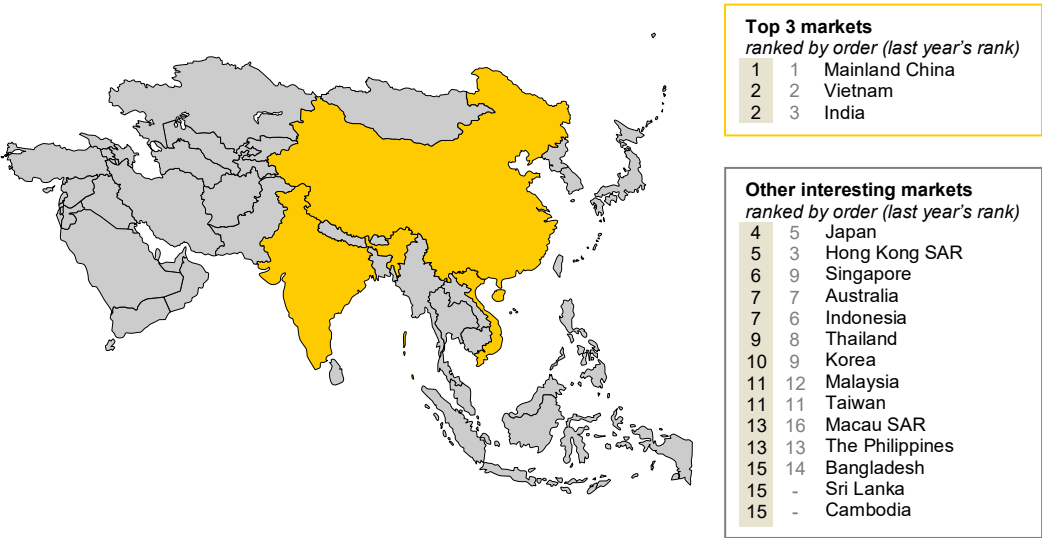 Top 3 markets
ranked by order (last year's rank)
1 1 Mainland China
2 2 Vietnam
2 3 India
Other interesting markets
ranked by order (last year's rank)
4 5 Japan
5 3 Hong Kong SAR
6 9 Singapore
7 7 Australia
7 6 Indonesia
9 8 Thailand
10 9 Korea
11 12 Malaysia
11 11 Taiwan
13 16 Macau SAR
13 13 The Philippines
15 14 Bangladesh
15 - Sri Lanka
15 - Cambodia